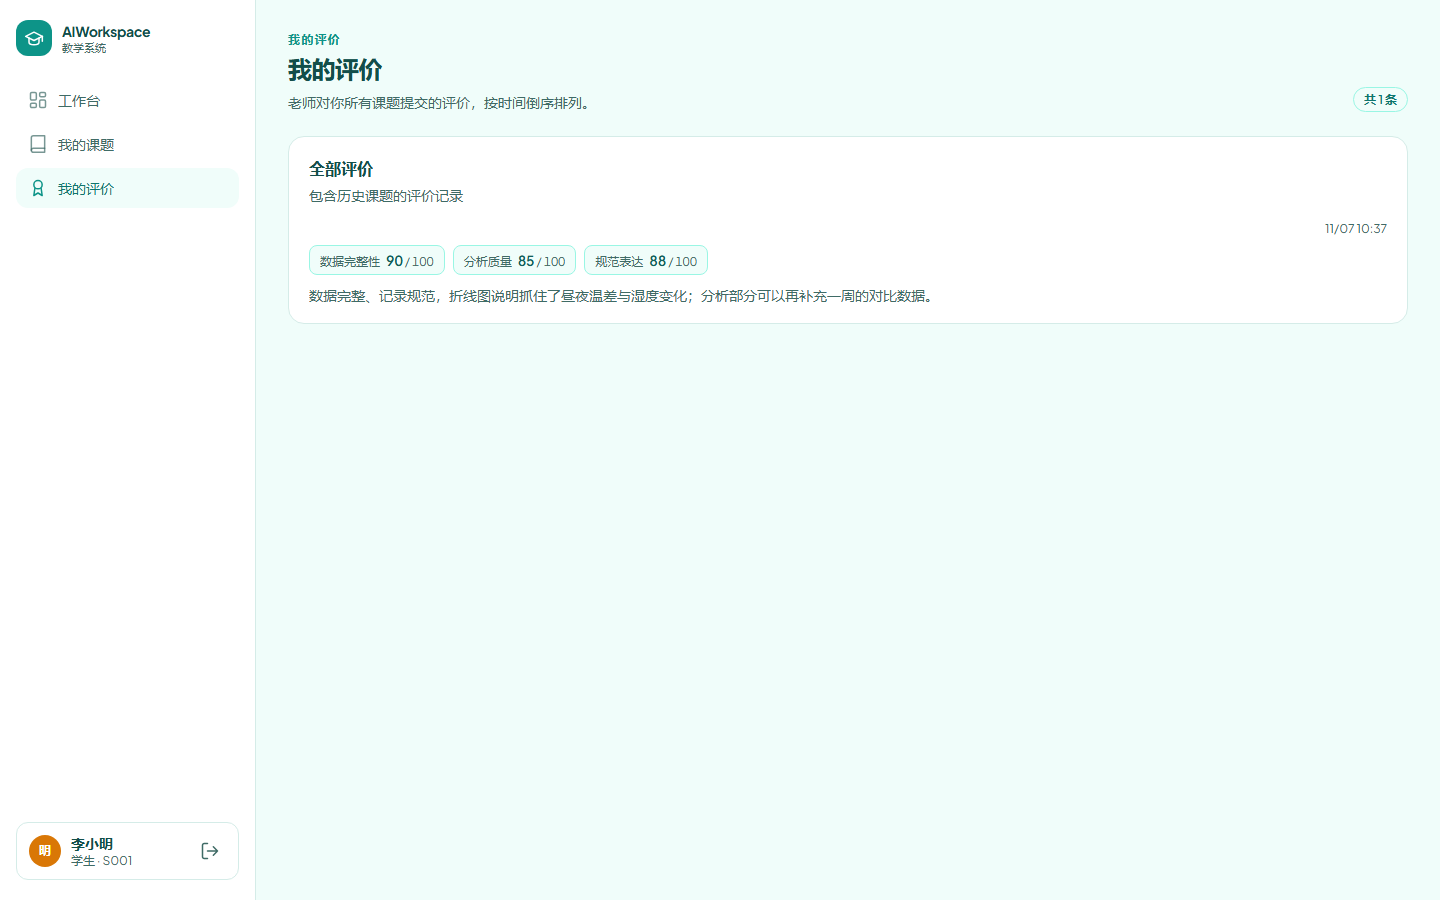 AIWorkspace
教学系统
工作台
我的课题
我的评价
我的评价
我的评价
老师对你所有课题提交的评价，按时间倒序排列。
共1条
全部评价
包含历史课题的评价记录
11/07 10:37
数据完整性 90 / 100 分析质量 85 / 100 规范表达 88 / 100
数据完整、记录规范，折线图说明抓住了昼夜温差与湿度变化；分析部分可以再补充一周的对比数据。
明
李小明
学生 · S001